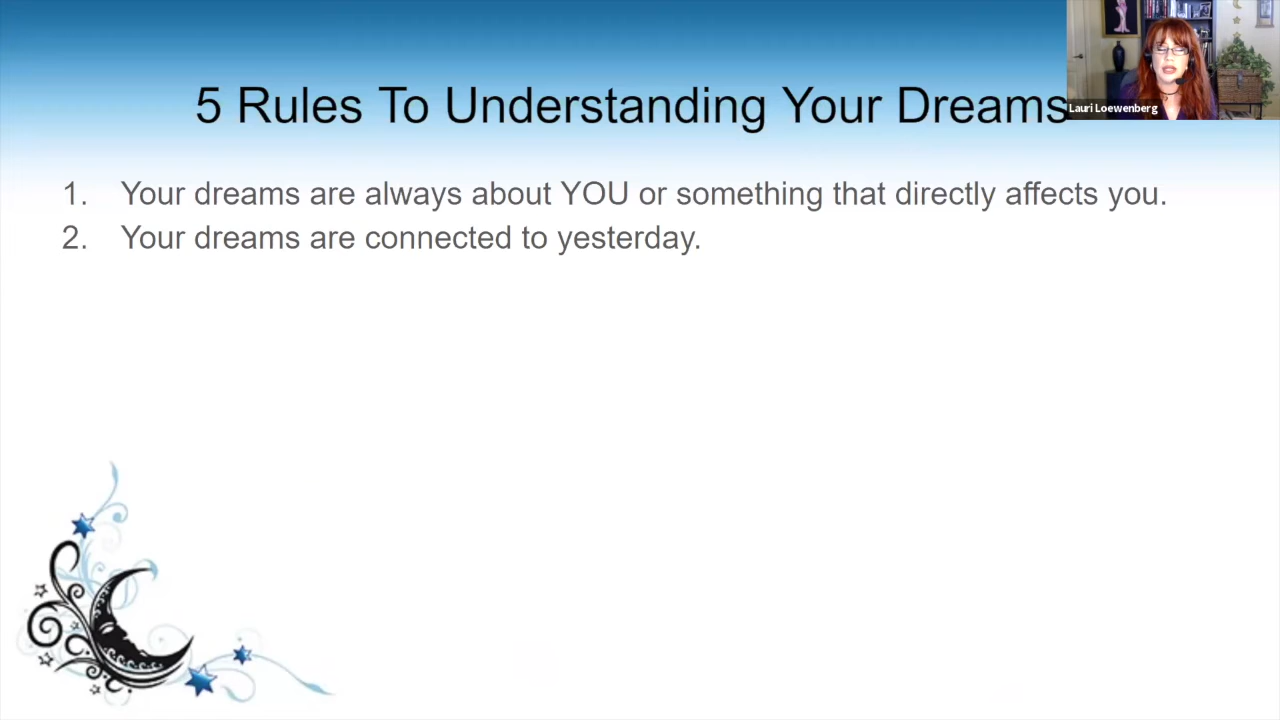 5 Rules To Understanding Your Dreams
Lauri Loewenberg
1. Your dreams are always about YOU or something that directly affects you.
2. Your dreams are connected to yesterday.